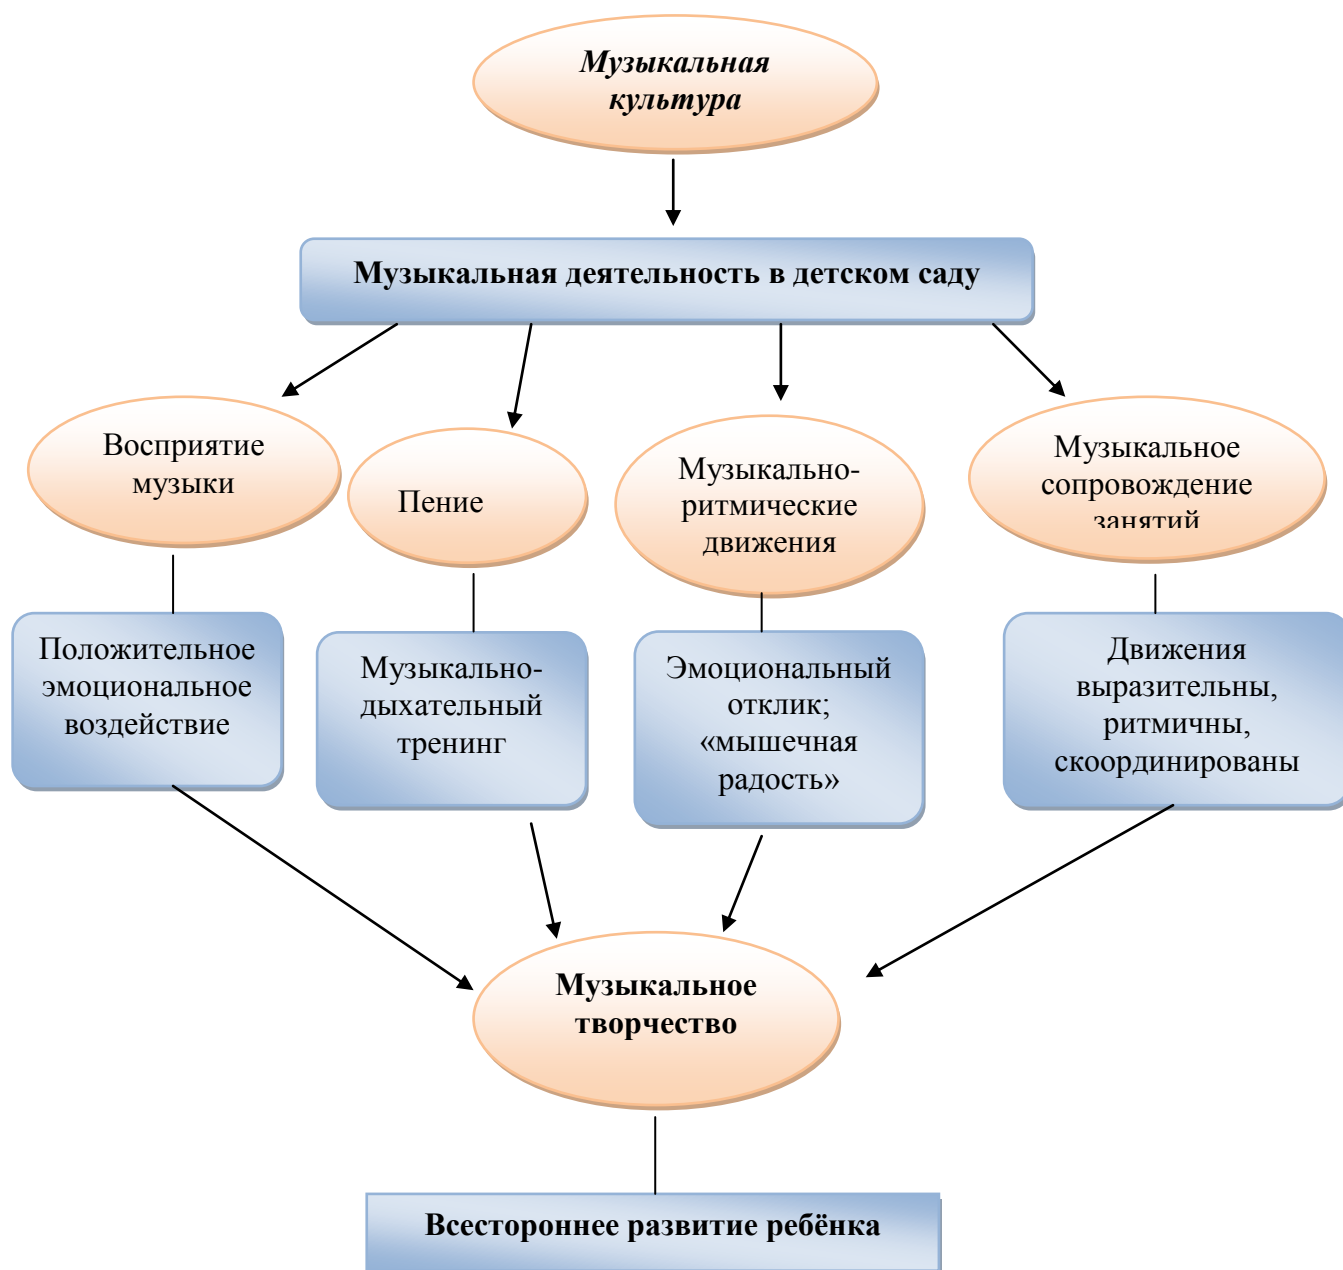 Музыкальная
культура
Музыкальная деятельность в детском саду
Восприятие
музыки
Пение
Музыкально-
ритмические
движения
Музыкальное
сопровождение
занятий
Положительное
эмоциональное
воздействие
Музыкально-
дыхательный
тренинг
Эмоциональный
отклик;
«мышечная
радость»
Движения
выразительны,
ритмичны,
скоординированы
Музыкальное
творчество
Всестороннее развитие ребёнка